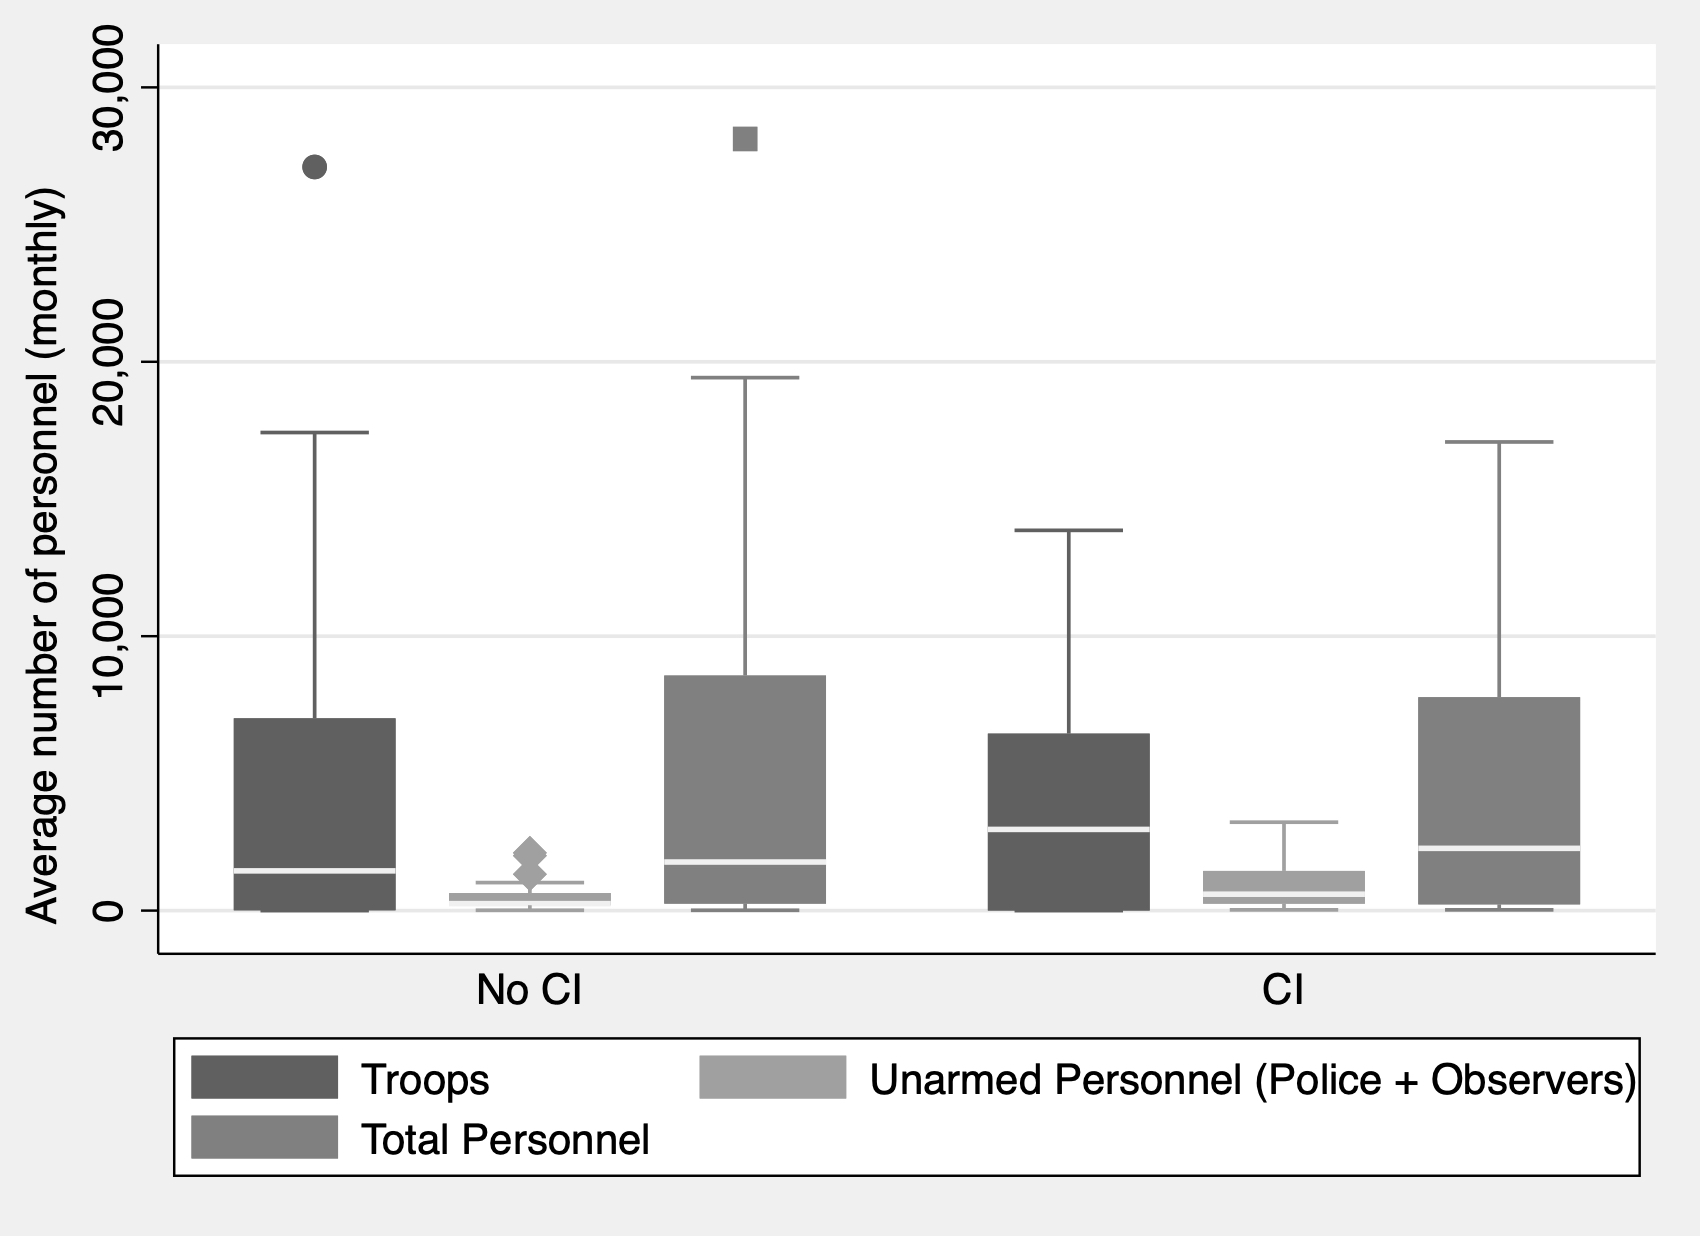 Average number of personnel (monthly)
30,000
20,000
10,000
0
No CI
CI
Troops
Unarmed Personnel (Police + Observers)
Total Personnel